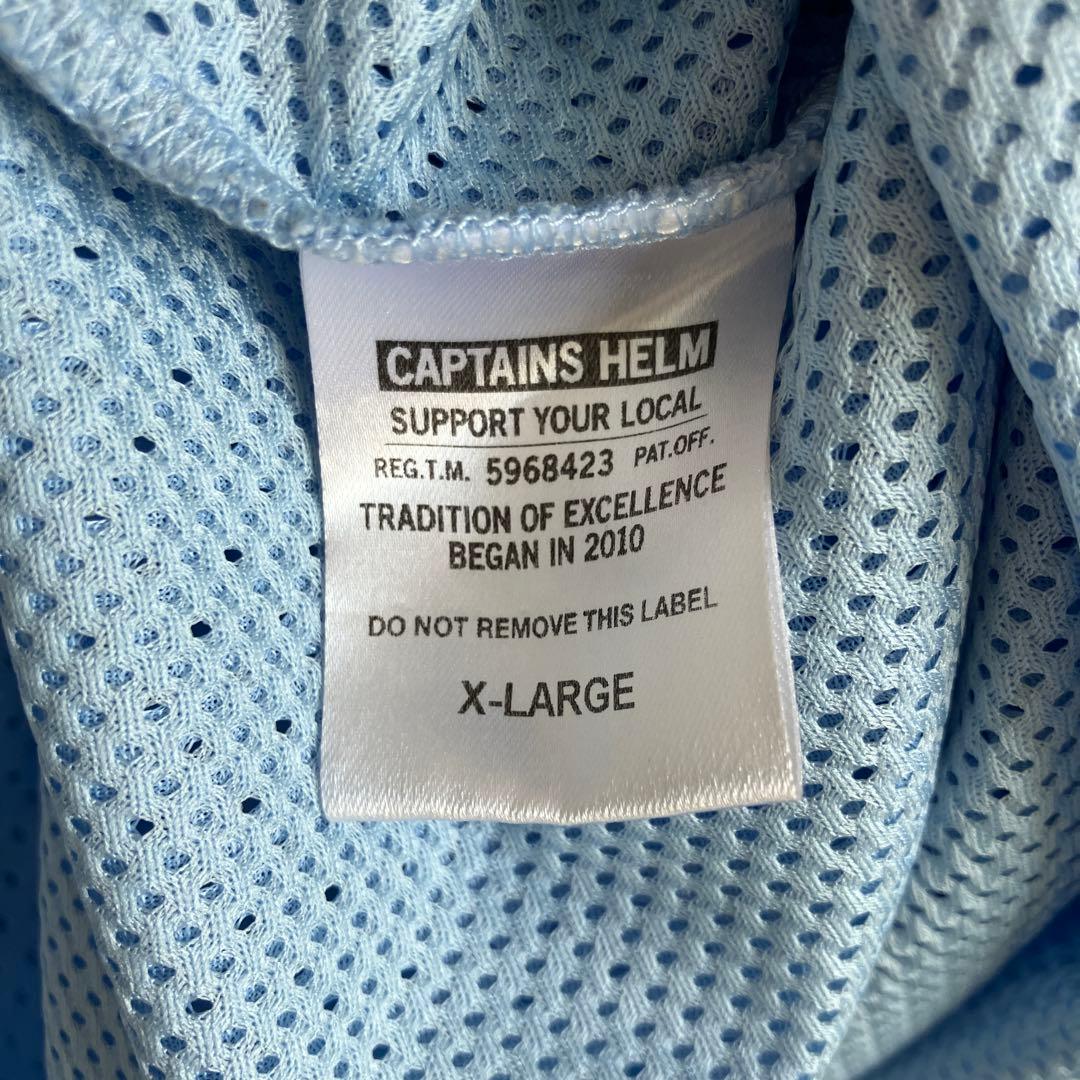 CAPTAINS HELM
SUPPORT YOUR LOCAL
REG.T.M. 5968423 PAT.OFF.
TRADITION OF EXCELLENCE
BEGAN IN 2010
DO NOT REMOVE THIS LABEL
X-LARGE